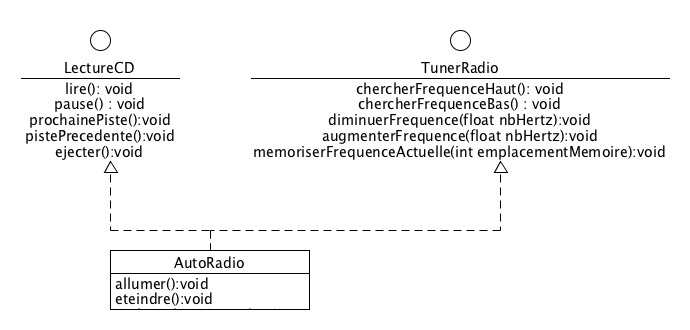 LectureCD
lire(): void
pause() : void
prochainePiste():void
pistePrecedente():void
ejecter():void
TunerRadio
chercherFrequenceHaut(): void
chercherFrequenceBas() : void
diminuerFrequence(float nbHertz):void
augmenterFrequence(float nbHertz):void
memoriserFrequenceActuelle(int emplacementMemoire):void
AutoRadio
allumer():void
eteindre():void